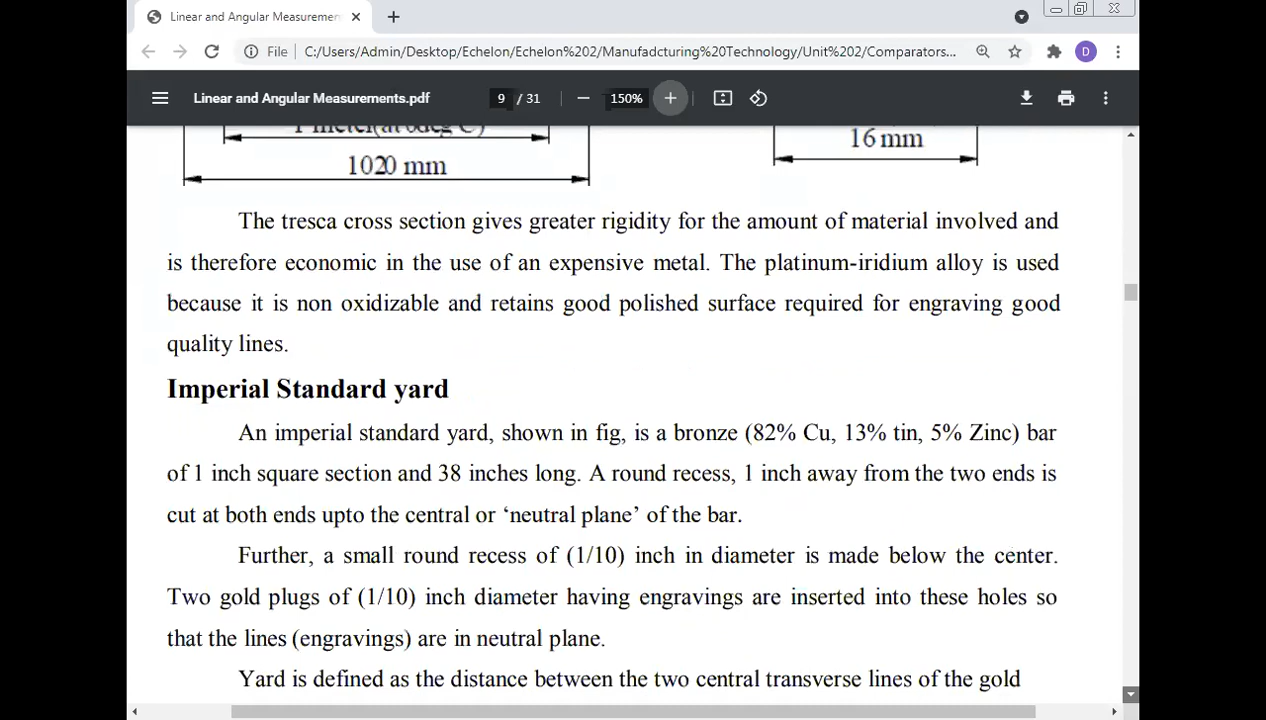 Linear and Angular Measuremen
File C:/Users/Admin/Desktop/Echelon/Echelon%202/Manufadcturing%20Technology/Unit%202/Comparators...
D
Linear and Angular Measurements.pdf 9 / 31 150%
1 meter(at 0deg C)
1020 mm
16 mm
The tresca cross section gives greater rigidity for the amount of material involved and
is therefore economic in the use of an expensive metal. The platinum-iridium alloy is used
because it is non oxidizable and retains good polished surface required for engraving good
quality lines.
Imperial Standard yard
An imperial standard yard, shown in fig, is a bronze (82% Cu, 13% tin, 5% Zinc) bar
of 1 inch square section and 38 inches long. A round recess, 1 inch away from the two ends is
cut at both ends upto the central or ‘neutral plane’ of the bar.
Further, a small round recess of (1/10) inch in diameter is made below the center.
Two gold plugs of (1/10) inch diameter having engravings are inserted into these holes so
that the lines (engravings) are in neutral plane.
Yard is defined as the distance between the two central transverse lines of the gold